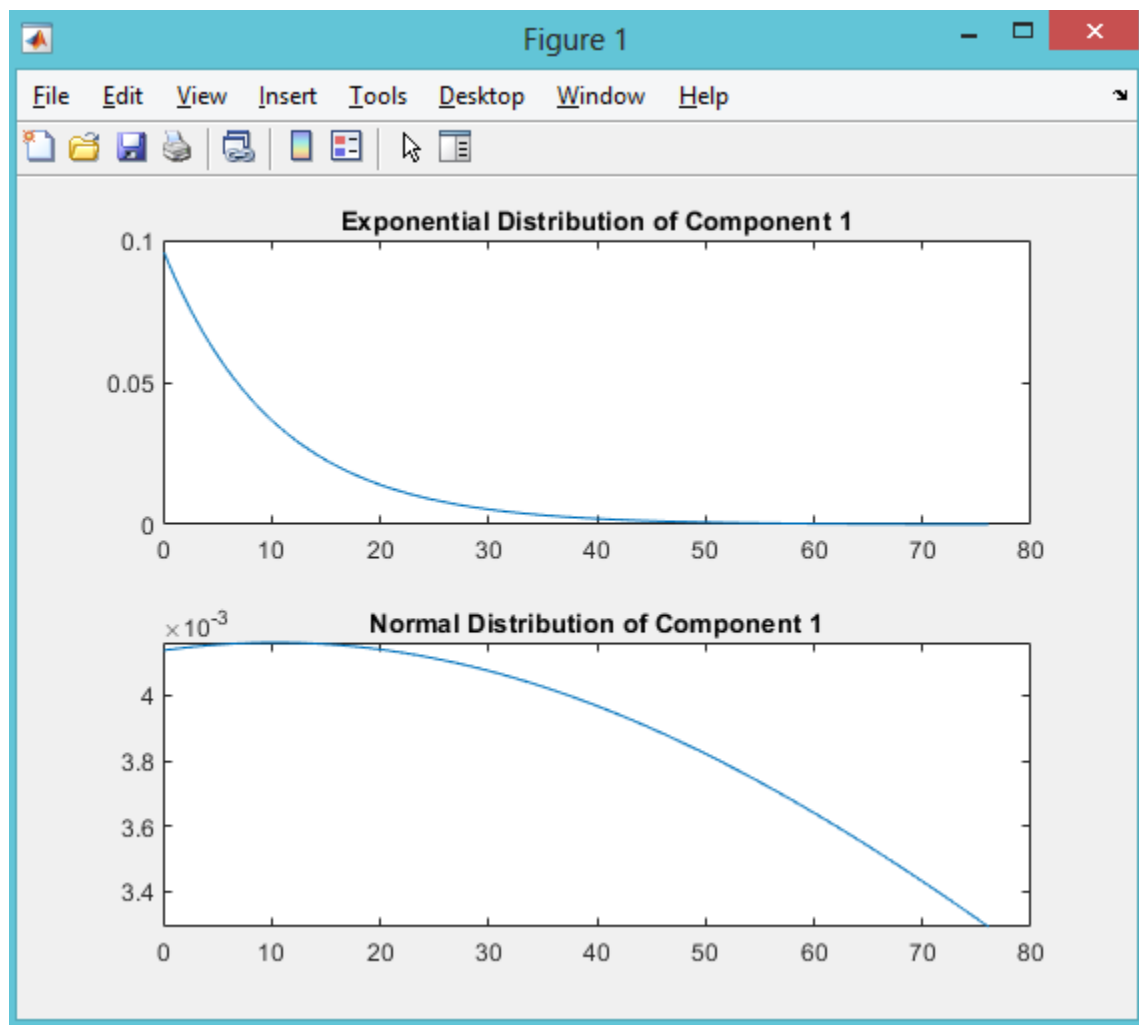 Figure 1
File Edit View Insert Tools Desktop Window Help
Exponential Distribution of Component 1
0.1
0.05
0
0 10 20 30 40 50 60 70 80
×10⁻³
Normal Distribution of Component 1
4
3.8
3.6
3.4
0 10 20 30 40 50 60 70 80